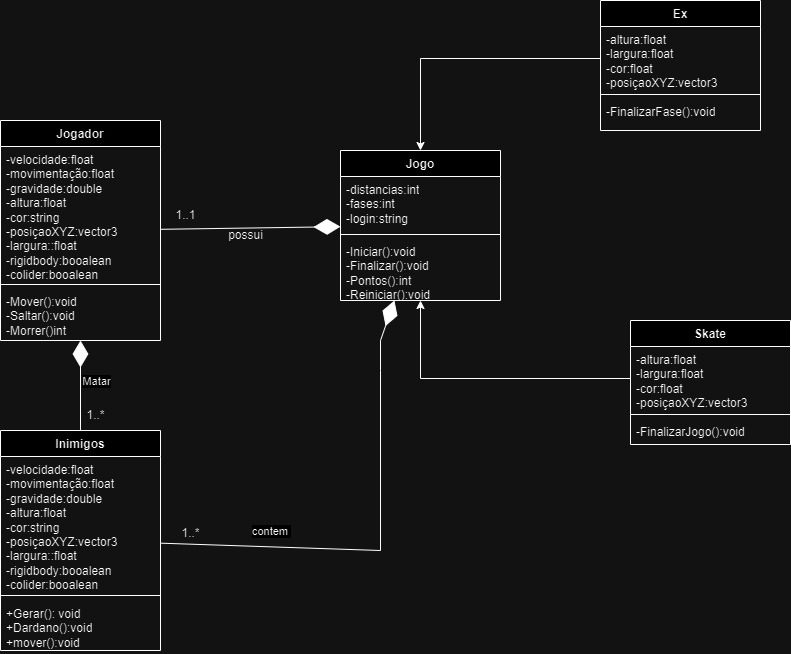 Ex
-altura:float
-largura:float
-cor:float
-posiçaoXYZ:vector3
-FinalizarFase():void
Jogador
-velocidade:float
-movimentação:float
-gravidade:double
-altura:float
-cor:string
-posiçaoXYZ:vector3
-largura::float
-rigidbody:booalean
-colider:booalean
-Mover():void
-Saltar():void
-Morrer()int
1..1
possui
Jogo
-distancias:int
-fases:int
-login:string
-Iniciar():void
-Finalizar():void
-Pontos():int
-Reiniciar():void
Skate
-altura:float
-largura:float
-cor:float
-posiçaoXYZ:vector3
-FinalizarJogo():void
Matar
1..*
Inimigos
-velocidade:float
-movimentação:float
-gravidade:double
-altura:float
-cor:string
-posiçaoXYZ:vector3
-largura::float
-rigidbody:booalean
-colider:booalean
+Gerar(): void
+Dardano():void
+mover():void
1..*
contem